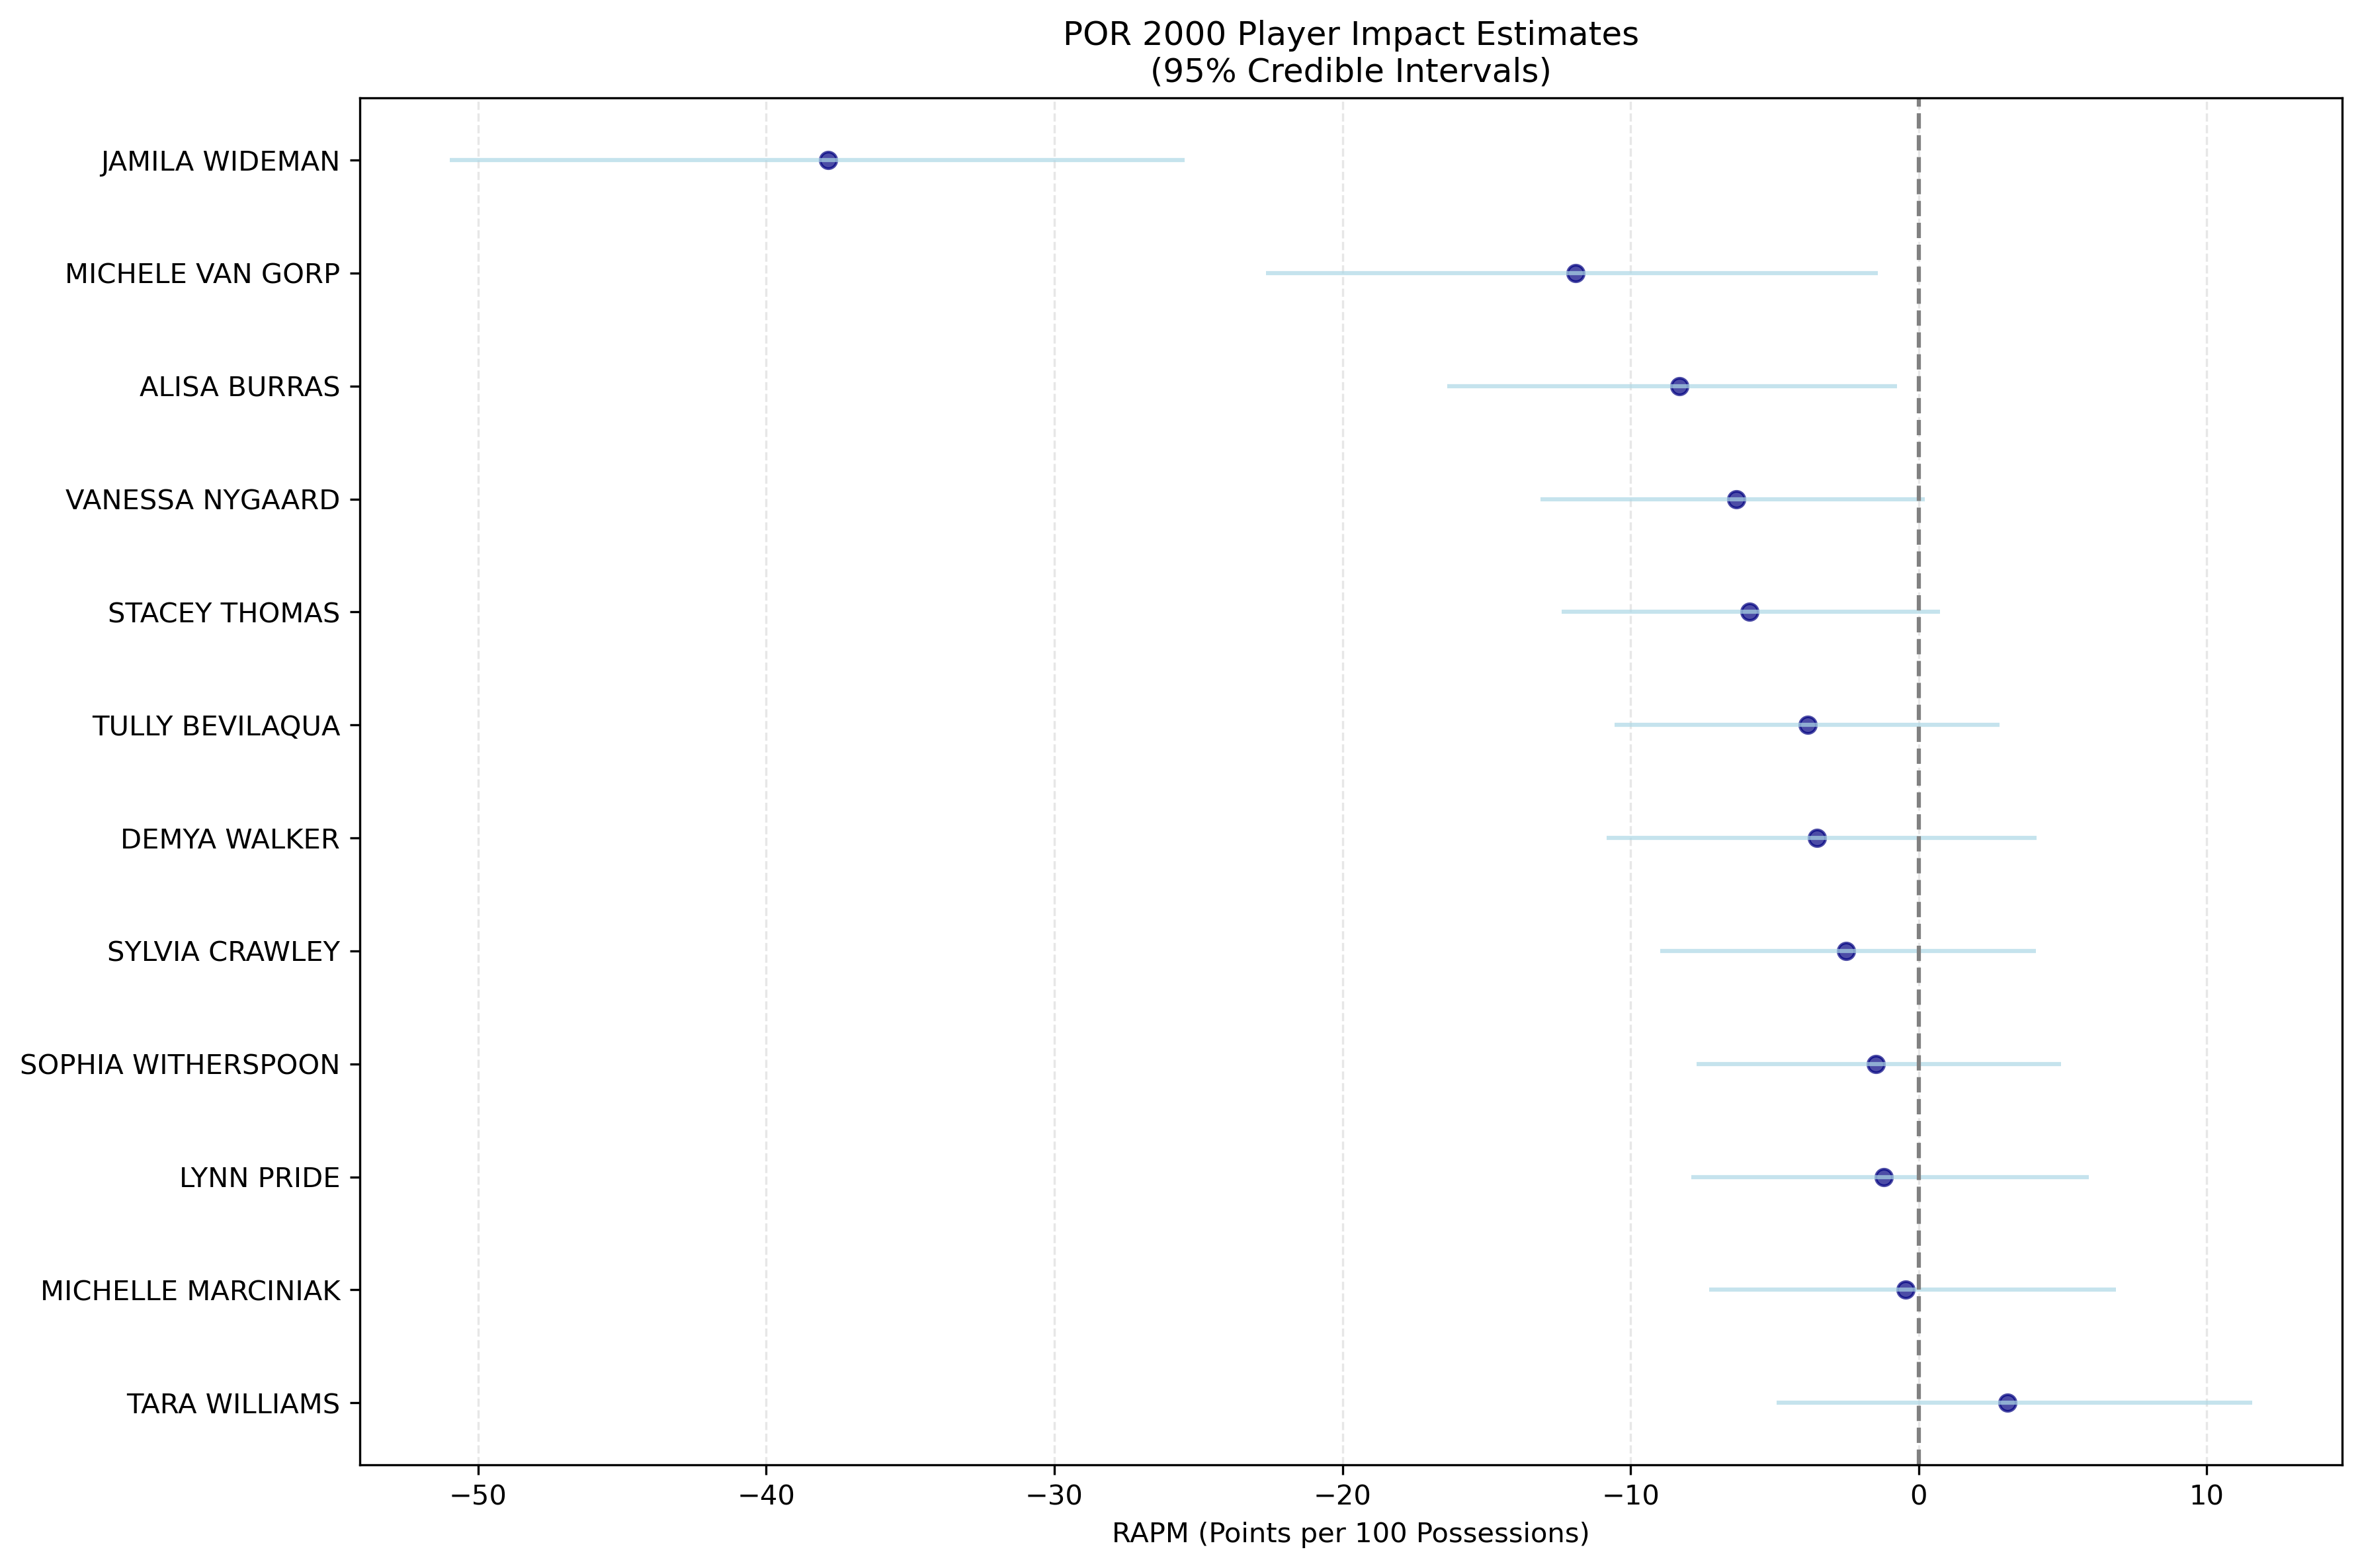 POR 2000 Player Impact Estimates
(95% Credible Intervals)
JAMILA WIDEMAN
MICHELE VAN GORP
ALISA BURRAS
VANESSA NYGAARD
STACEY THOMAS
TULLY BEVILAQUA
DEMYA WALKER
SYLVIA CRAWLEY
SOPHIA WITHERSPOON
LYNN PRIDE
MICHELLE MARCINIAK
TARA WILLIAMS
−50 −40 −30 −20 −10 0 10
RAPM (Points per 100 Possessions)